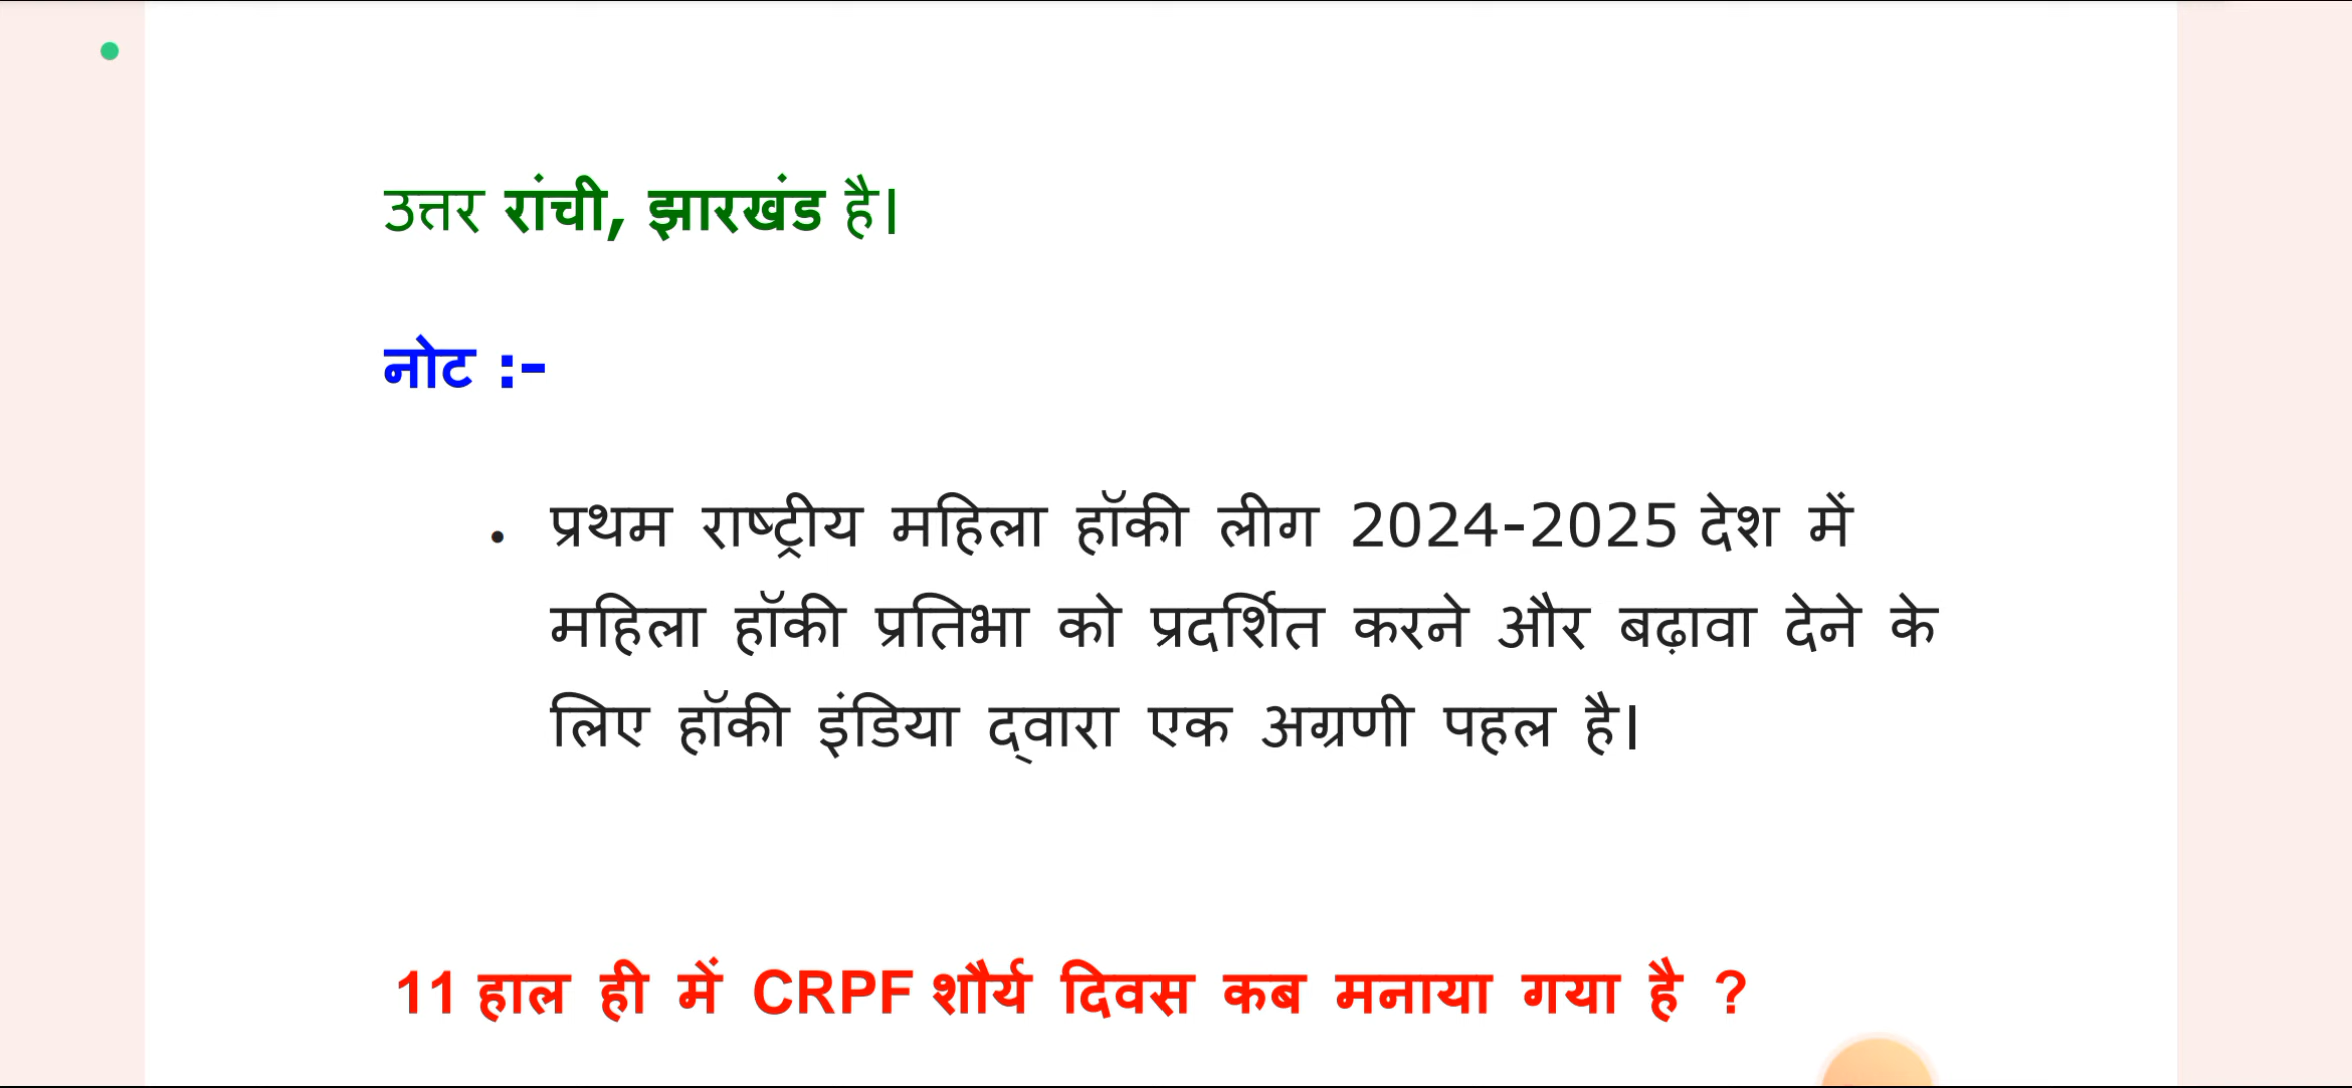 उत्तर रांची, झारखंड है।
नोट :-
• प्रथम राष्ट्रीय महिला हॉकी लीग 2024-2025 देश में
महिला हॉकी प्रतिभा को प्रदर्शित करने और बढ़ावा देने के
लिए हॉकी इंडिया द्वारा एक अग्रणी पहल है।
11 हाल ही में CRPF शौर्य दिवस कब मनाया गया है ?